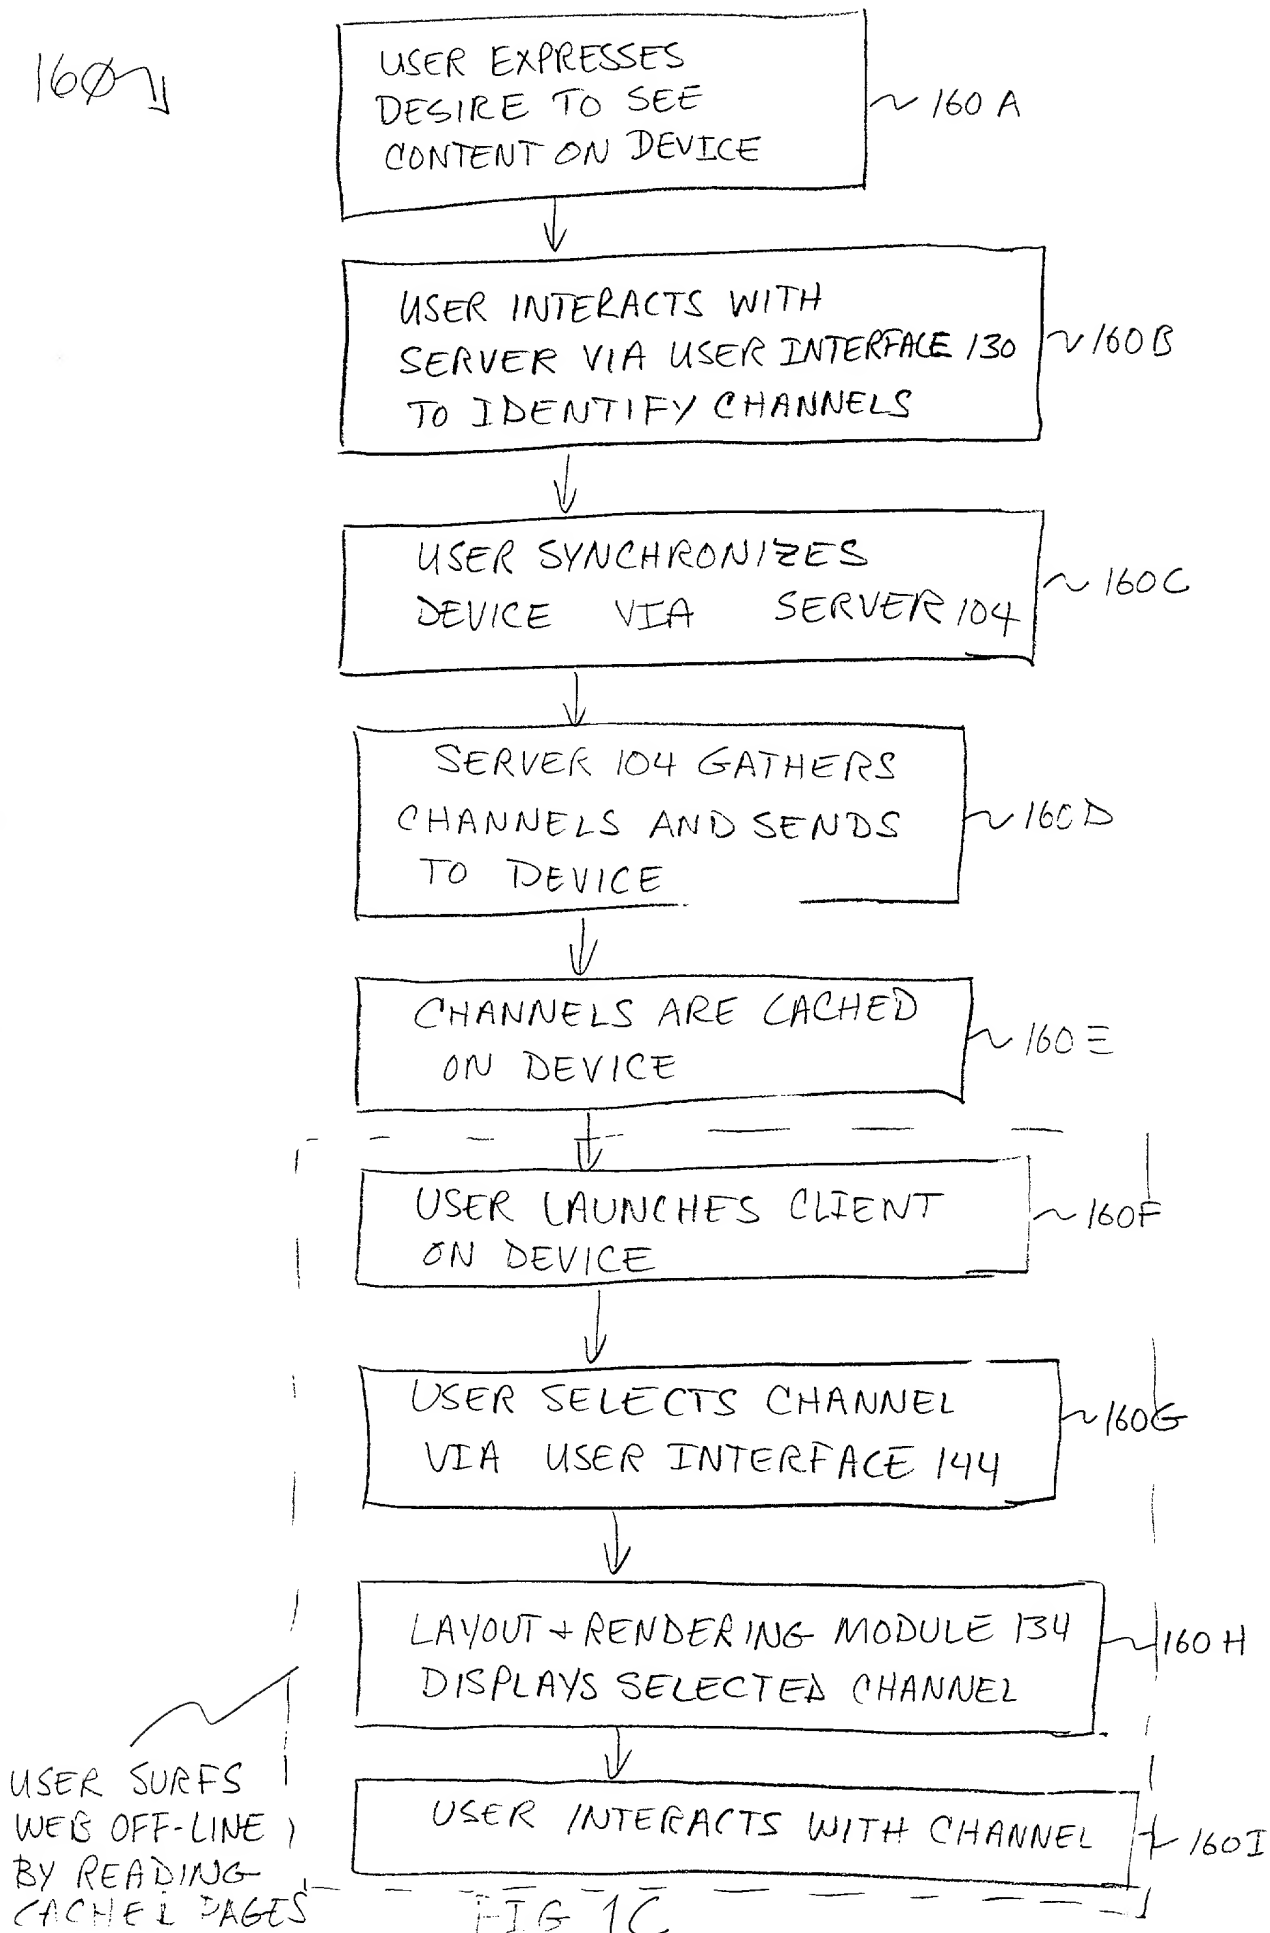 160
USER EXPRESSES
DESIRE TO SEE
CONTENT ON DEVICE
160 A
USER INTERACTS WITH
SERVER VIA USER INTERFACE 130
TO IDENTIFY CHANNELS
160B
USER SYNCHRONIZES
DEVICE VIA SERVER 104
160C
SERVER 104 GATHERS
CHANNELS AND SENDS
TO DEVICE
160D
CHANNELS ARE CACHED
ON DEVICE
160E
USER LAUNCHES CLIENT
ON DEVICE
160F
USER SELECTS CHANNEL
VIA USER INTERFACE 144
160G
LAYOUT + RENDERING MODULE 134
DISPLAYS SELECTED CHANNEL
160H
USER INTERACTS WITH CHANNEL
160I
USER SURFS
WEB OFF-LINE
BY READING
CACHED PAGES
FIG 1C